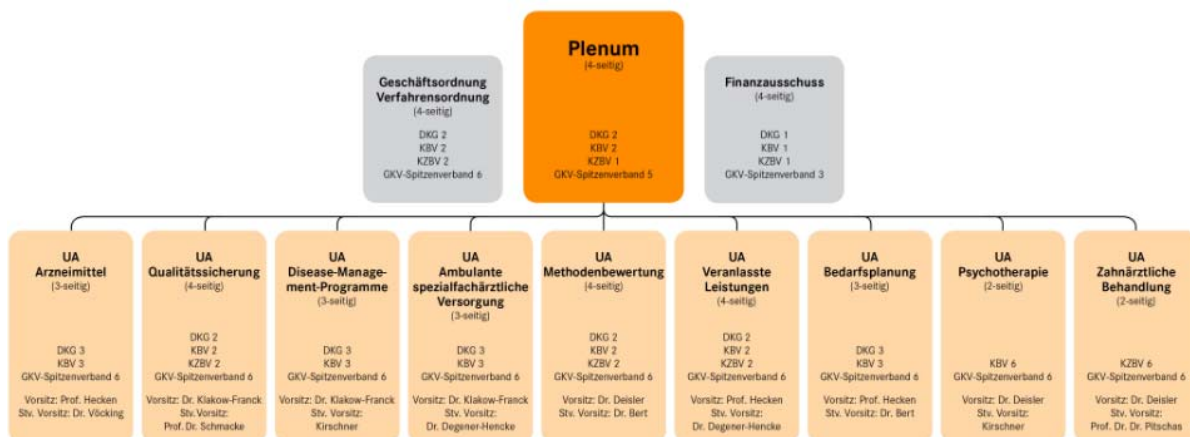 Plenum
(4-seitig)
DKG 2
KBV 2
KZBV 1
GKV-Spitzenverband 5
Geschäftsordnung
Verfahrensordnung
(4-seitig)
DKG 2
KBV 2
KZBV 2
GKV-Spitzenverband 6
Finanzausschuss
(4-seitig)
DKG 1
KBV 1
KZBV 1
GKV-Spitzenverband 3
UA
Arzneimittel
(3-seitig)
DKG 3
KBV 3
GKV-Spitzenverband 6
Vorsitz: Prof. Hecken
Stv. Vorsitz: Dr. Vöcking
UA
Qualitätssicherung
(4-seitig)
DKG 2
KBV 2
KZBV 2
GKV-Spitzenverband 6
Vorsitz: Dr. Klakow-Franck
Stv. Vorsitz:
Prof. Dr. Schmacke
UA
Disease-Manage-
ment-Programme
(3-seitig)
DKG 3
KBV 3
GKV-Spitzenverband 6
Vorsitz: Dr. Klakow-Franck
Stv. Vorsitz:
Kirschner
UA
Ambulante
spezialfachärztliche
Versorgung
(3-seitig)
DKG 3
KBV 3
GKV-Spitzenverband 6
Vorsitz: Dr. Klakow-Franck
Stv. Vorsitz:
Dr. Degener-Hencke
UA
Methodenbewertung
(4-seitig)
DKG 2
KBV 2
KZBV 2
GKV-Spitzenverband 6
Vorsitz: Dr. Deisler
Stv. Vorsitz: Dr. Bert
UA
Veranlasste
Leistungen
(4-seitig)
DKG 2
KBV 2
KZBV 2
GKV-Spitzenverband 6
Vorsitz: Prof. Hecken
Stv. Vorsitz:
Dr. Degener-Hencke
UA
Bedarfsplanung
(3-seitig)
DKG 3
KBV 3
GKV-Spitzenverband 6
Vorsitz: Prof. Hecken
Stv. Vorsitz: Dr. Bert
UA
Psychotherapie
(2-seitig)
KBV 6
GKV-Spitzenverband 6
Vorsitz: Dr. Deisler
Stv. Vorsitz:
Kirschner
UA
Zahnärztliche
Behandlung
(2-seitig)
KZBV 6
GKV-Spitzenverband 6
Vorsitz: Dr. Deisler
Stv. Vorsitz:
Prof. Dr. Dr. Pitschas